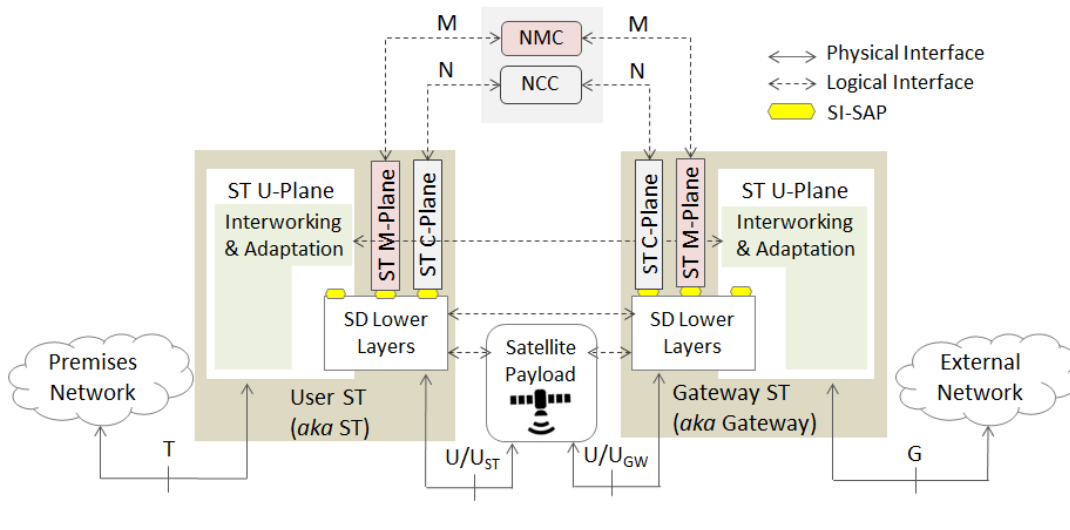 M
NMC
M
N
NCC
N
Physical Interface
Logical Interface
SI-SAP
ST U-Plane
Interworking
& Adaptation
ST M-Plane
ST C-Plane
ST C-Plane
ST M-Plane
ST U-Plane
Interworking
& Adaptation
Premises
Network
SD Lower
Layers
Satellite
Payload
SD Lower
Layers
External
Network
User ST
(aka ST)
Gateway ST
(aka Gateway)
T
U/UST
U/UGW
G